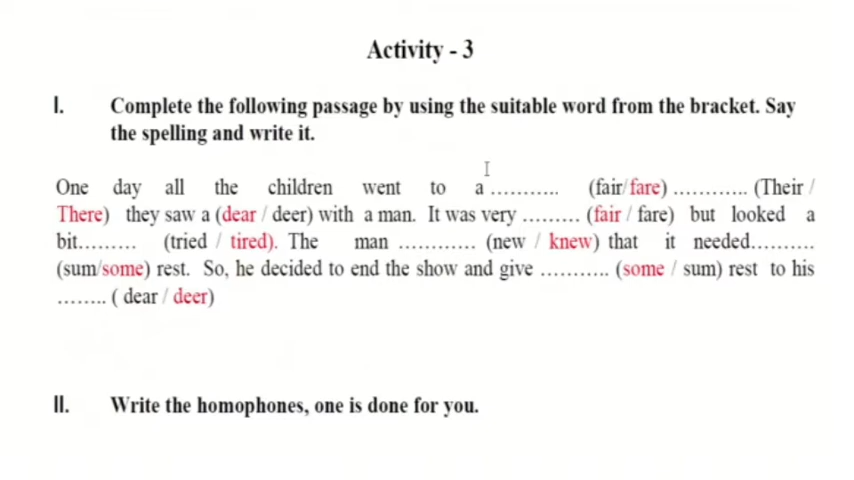 Activity - 3
I. Complete the following passage by using the suitable word from the bracket. Say
the spelling and write it.
One day all the children went to a ........... (fair/fare) ............ (Their /
There) they saw a (dear / deer) with a man. It was very ......... (fair / fare) but looked a
bit......... (tried / tired). The man ............ (new / knew) that it needed..........
(sum/some) rest. So, he decided to end the show and give ........... (some / sum) rest to his
........ ( dear / deer)
II. Write the homophones, one is done for you.